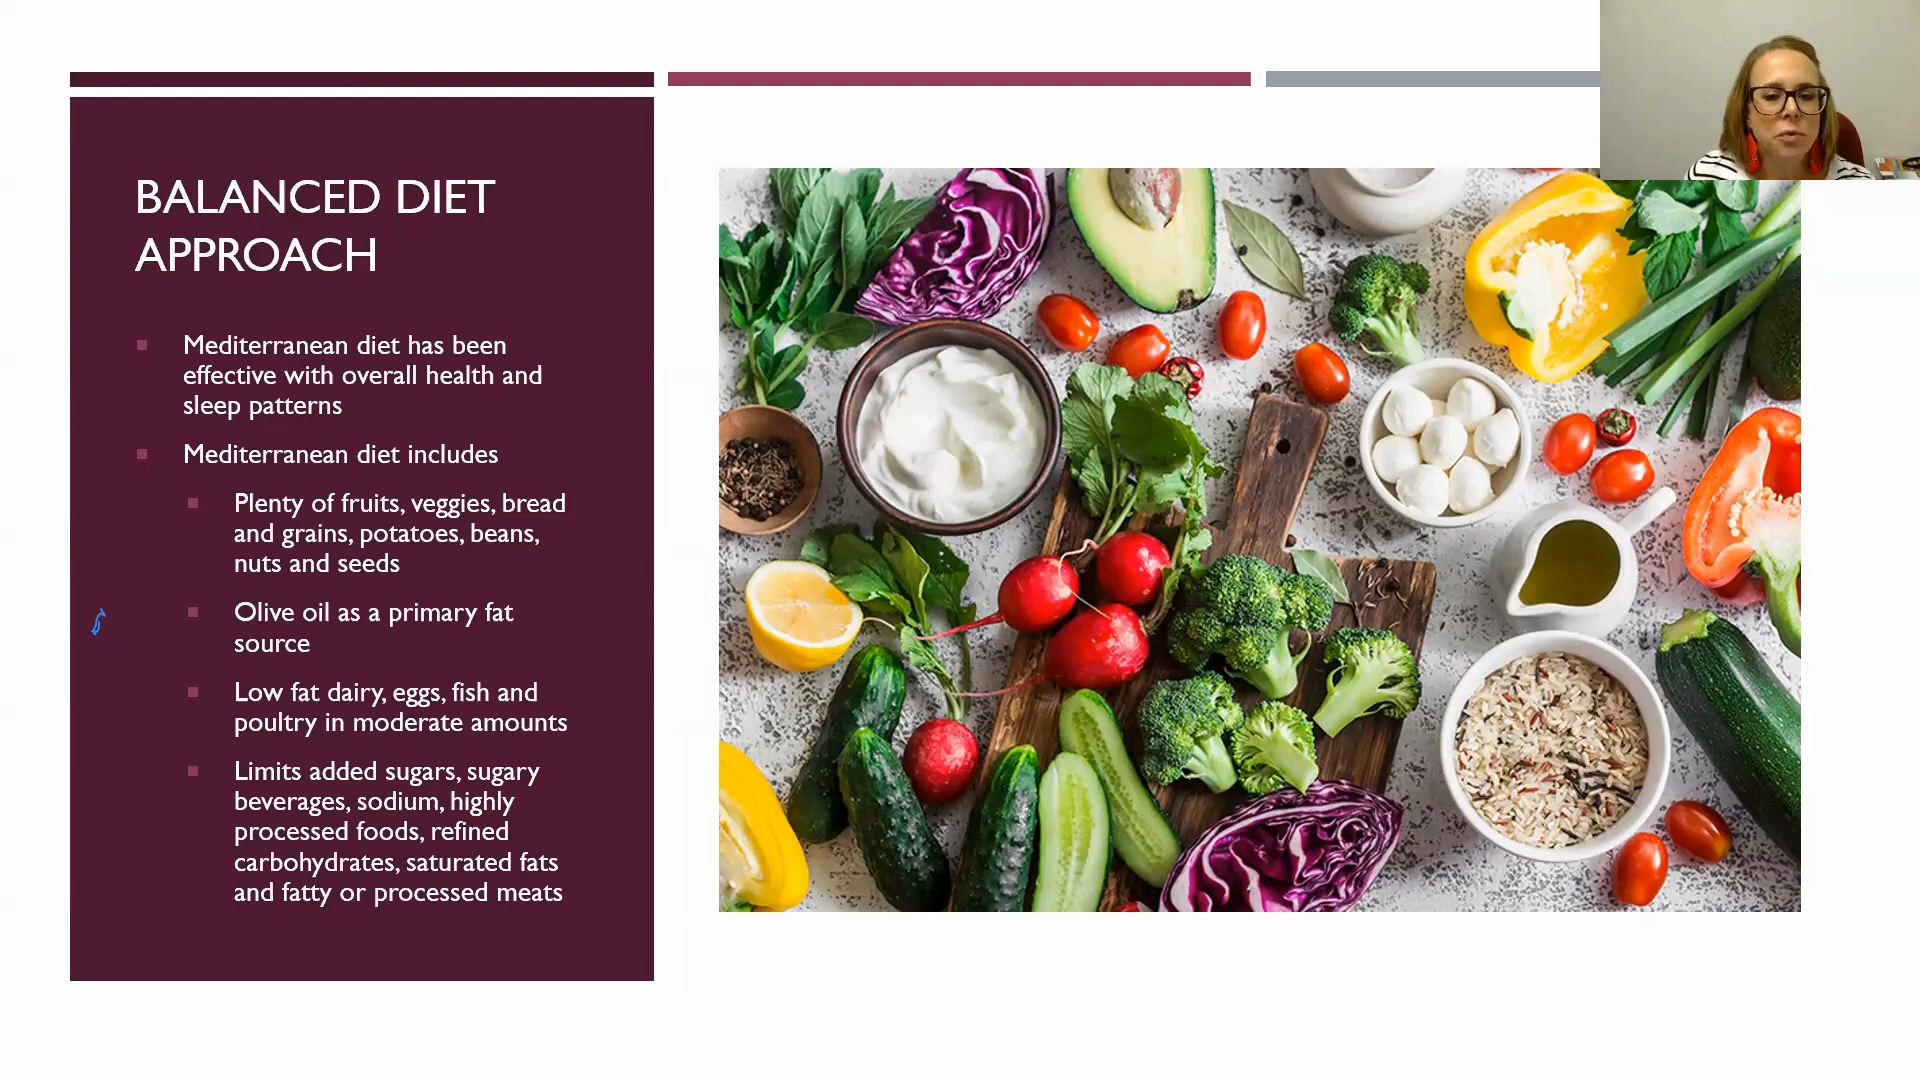 BALANCED DIET
APPROACH
Mediterranean diet has been
effective with overall health and
sleep patterns
Mediterranean diet includes
Plenty of fruits, veggies, bread
and grains, potatoes, beans,
nuts and seeds
Olive oil as a primary fat
source
Low fat dairy, eggs, fish and
poultry in moderate amounts
Limits added sugars, sugary
beverages, sodium, highly
processed foods, refined
carbohydrates, saturated fats
and fatty or processed meats